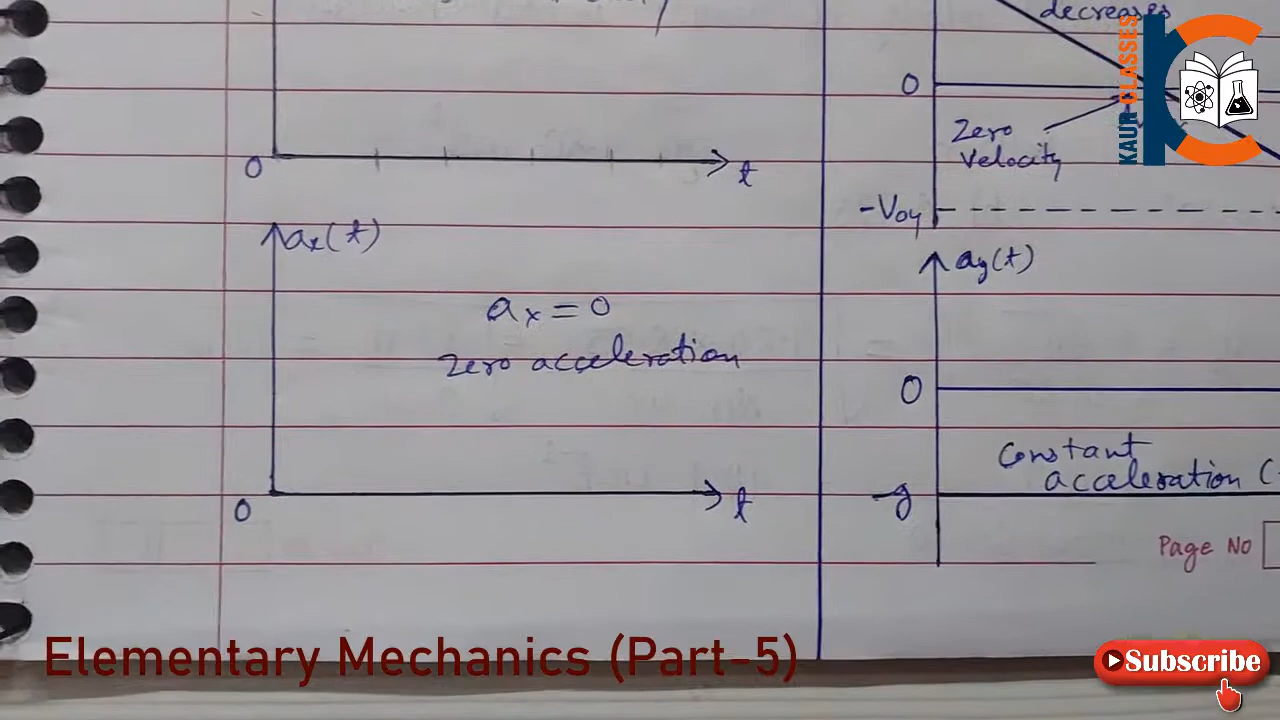 0
t
ax(t)
ax = 0
Zero acceleration
0
t
decreases
0
Zero
Velocity
-Voy
ay(t)
0
Constant
acceleration (
-g
Page No
KAUR CLASSES
Elementary Mechanics (Part-5)
Subscribe